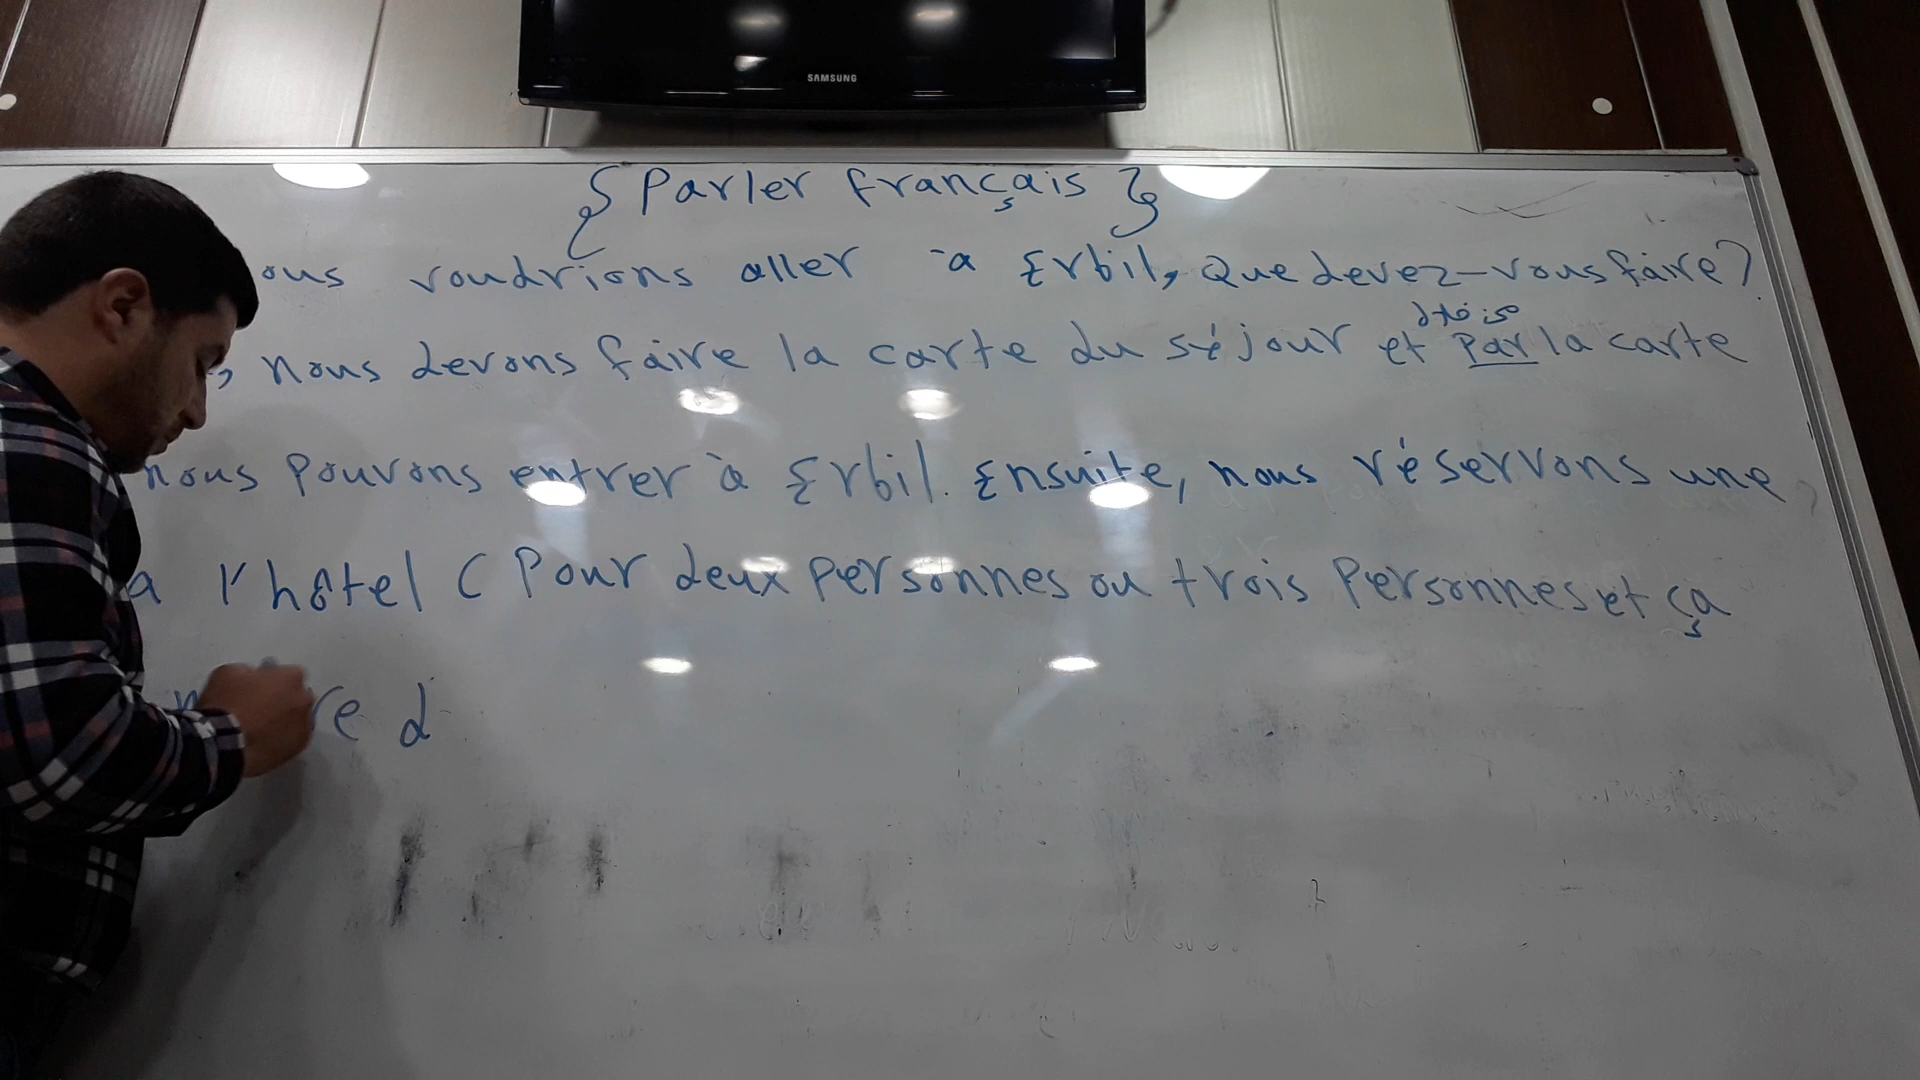 SAMSUNG
{ Parler français }
ous voudrions aller à Erbil, Que devez-vous faire?
, nous devons faire la carte du séjour et Par la carte
nous Pouvons entrer à Erbil. Ensuite, nous réservons une
a l'hôtel ( Pour deux Personnes ou trois Personnes et ça
re d